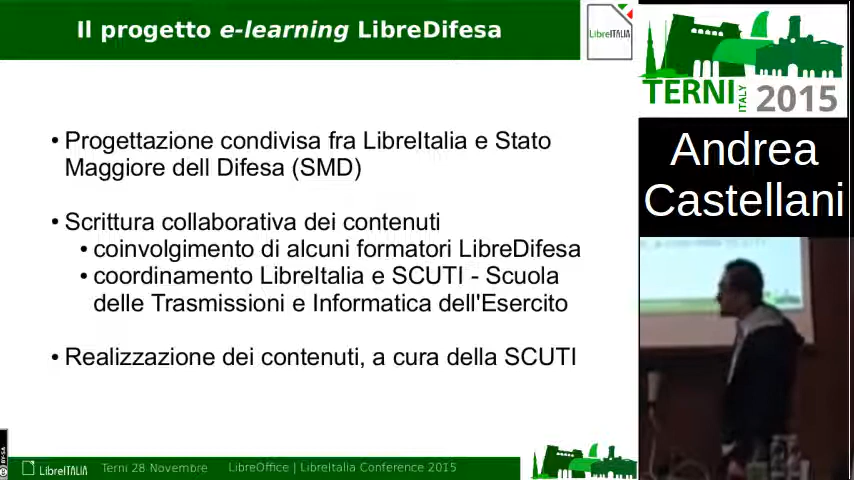 Il progetto e-learning LibreDifesa
LibreITALIA
TERNI
ITALY
2015
Andrea
Castellani
• Progettazione condivisa fra LibreItalia e Stato
Maggiore dell Difesa (SMD)
• Scrittura collaborativa dei contenuti
• coinvolgimento di alcuni formatori LibreDifesa
• coordinamento LibreItalia e SCUTI - Scuola
delle Trasmissioni e Informatica dell'Esercito
• Realizzazione dei contenuti, a cura della SCUTI
BY-SA
LibreITALIA
Terni 28 Novembre
LibreOffice | LibreItalia Conference 2015